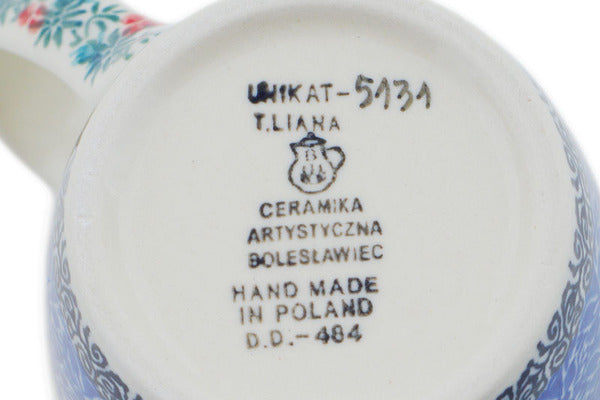 UNIKAT-5131
T.LIANA
B
CERAMIKA
ARTYSTYCZNA
BOLESŁAWIEC
HAND MADE
IN POLAND
D.D.-484